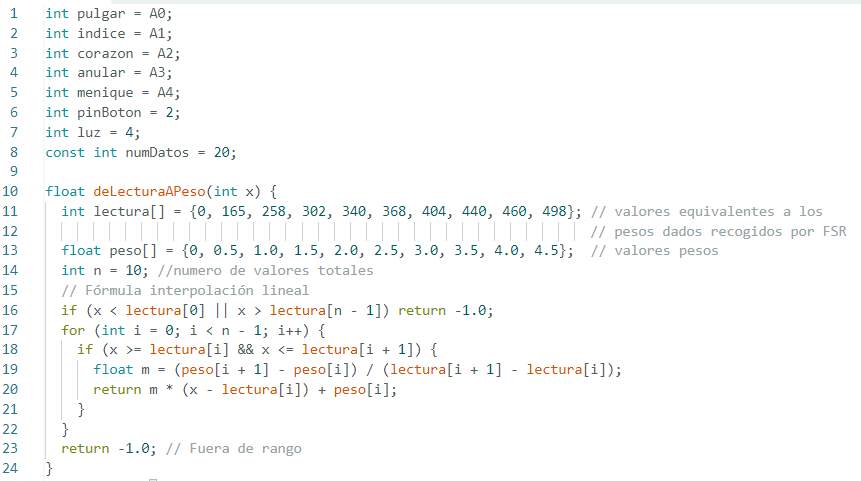 1 int pulgar = A0;
2 int indice = A1;
3 int corazon = A2;
4 int anular = A3;
5 int menique = A4;
6 int pinBoton = 2;
7 int luz = 4;
8 const int numDatos = 20;
9
10 float deLecturaAPeso(int x) {
11 int lectura[] = {0, 165, 258, 302, 340, 368, 404, 440, 460, 498}; // valores equivalentes a los
12 // pesos dados recogidos por FSR
13 float peso[] = {0, 0.5, 1.0, 1.5, 2.0, 2.5, 3.0, 3.5, 4.0, 4.5}; // valores pesos
14 int n = 10; //numero de valores totales
15 // Fórmula interpolación lineal
16 if (x < lectura[0] || x > lectura[n - 1]) return -1.0;
17 for (int i = 0; i < n - 1; i++) {
18 if (x >= lectura[i] && x <= lectura[i + 1]) {
19 float m = (peso[i + 1] - peso[i]) / (lectura[i + 1] - lectura[i]);
20 return m * (x - lectura[i]) + peso[i];
21 }
22 }
23 return -1.0; // Fuera de rango
24 }